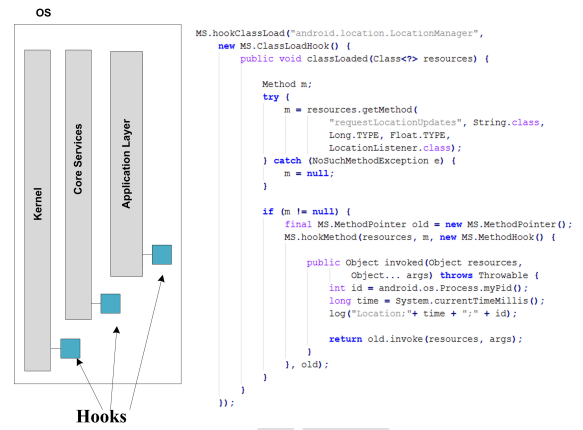 OS
Kernel
Core Services
Application Layer
Hooks
MS.hookClassLoad("android.location.LocationManager",
    new MS.ClassLoadHook() {
        public void classLoaded(Class<?> resources) {

            Method m;
            try {
                m = resources.getMethod(
                        "requestLocationUpdates", String.class,
                        Long.TYPE, Float.TYPE,
                        LocationListener.class);
            } catch (NoSuchMethodException e) {
                m = null;
            }

            if (m != null) {
                final MS.MethodPointer old = new MS.MethodPointer();
                MS.hookMethod(resources, m, new MS.MethodHook() {

                    public Object invoked(Object resources,
                            Object... args) throws Throwable {
                        int id = android.os.Process.myPid();
                        long time = System.currentTimeMillis();
                        log("Location;"+ time + ";" + id);

                        return old.invoke(resources, args);
                    }
                }, old);
            }
        }
    });